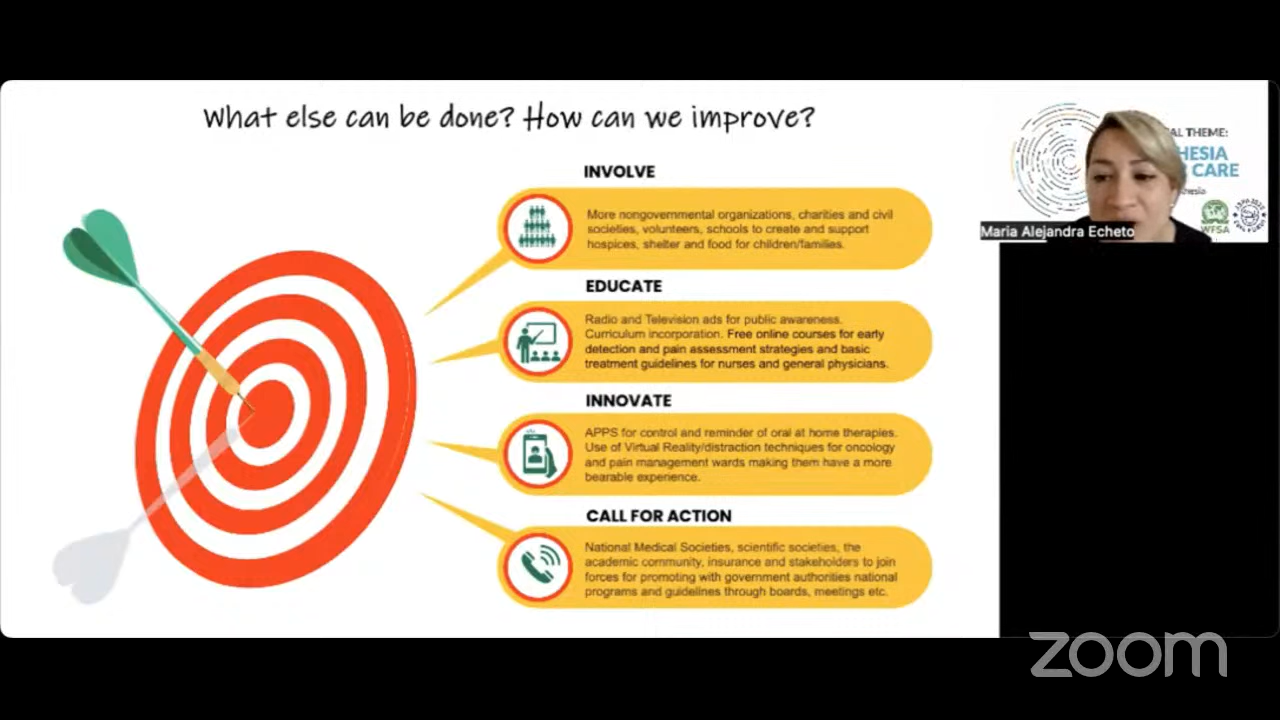 What else can be done? How can we improve?
INVOLVE
More nongovernmental organizations, charities and civil
societies, volunteers, schools to create and support
hospices, shelter and food for children/families.
EDUCATE
Radio and Television ads for public awareness.
Curriculum incorporation. Free online courses for early
detection and pain assessment strategies and basic
treatment guidelines for nurses and general physicians.
INNOVATE
APPS for control and reminder of oral at home therapies.
Use of Virtual Reality/distraction techniques for oncology
and pain management wards making them have a more
bearable experience.
CALL FOR ACTION
National Medical Societies, scientific societies, the
academic community, insurance and stakeholders to join
forces for promoting with government authorities national
programs and guidelines through boards, meetings etc.
AL THEME:
HESIA
CARE
Maria Alejandra Echeto
WFSA
zoom